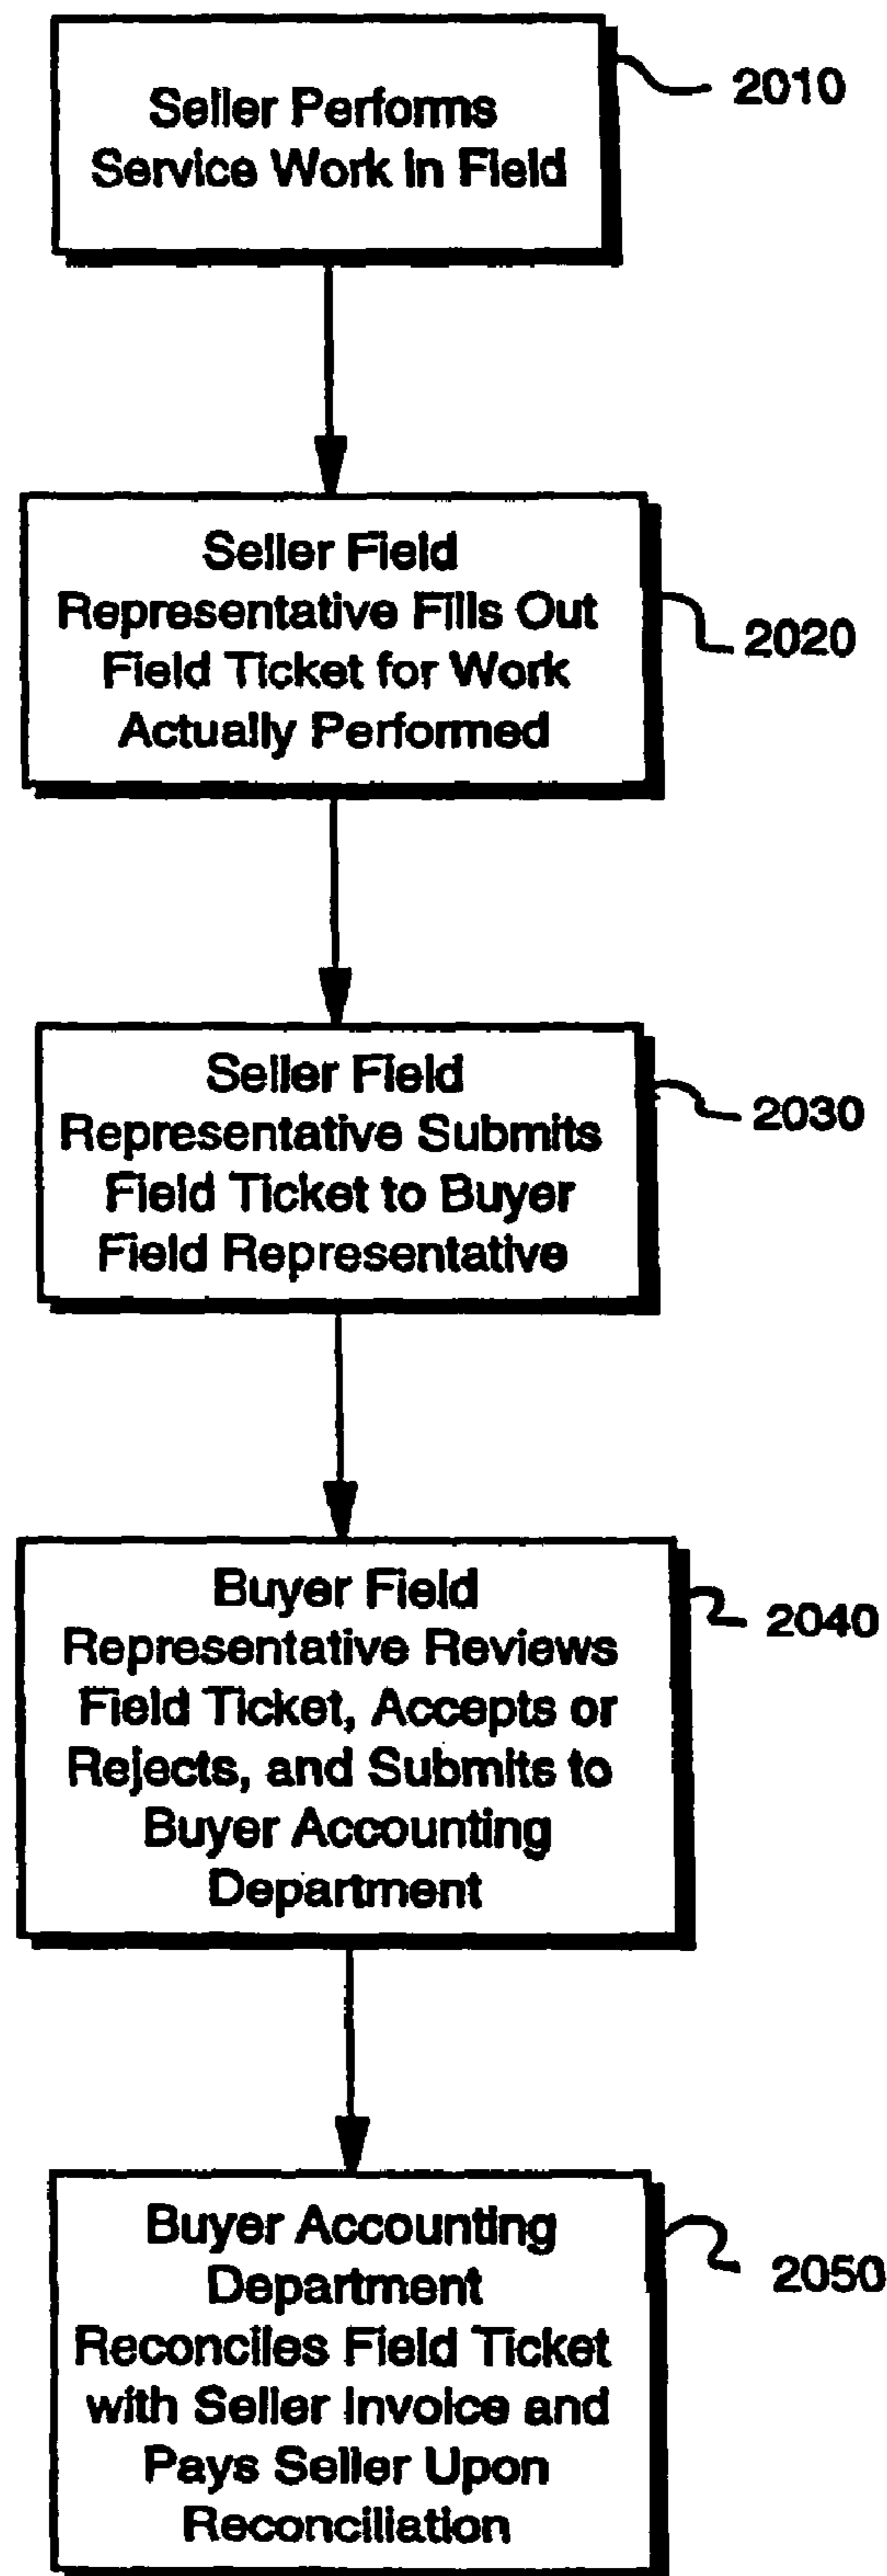 Seller Performs
Service Work in Field
2010
Seller Field
Representative Fills Out
Field Ticket for Work
Actually Performed
2020
Seller Field
Representative Submits
Field Ticket to Buyer
Field Representative
2030
Buyer Field
Representative Reviews
Field Ticket, Accepts or
Rejects, and Submits to
Buyer Accounting
Department
2040
Buyer Accounting
Department
Reconciles Field Ticket
with Seller Invoice and
Pays Seller Upon
Reconciliation
2050